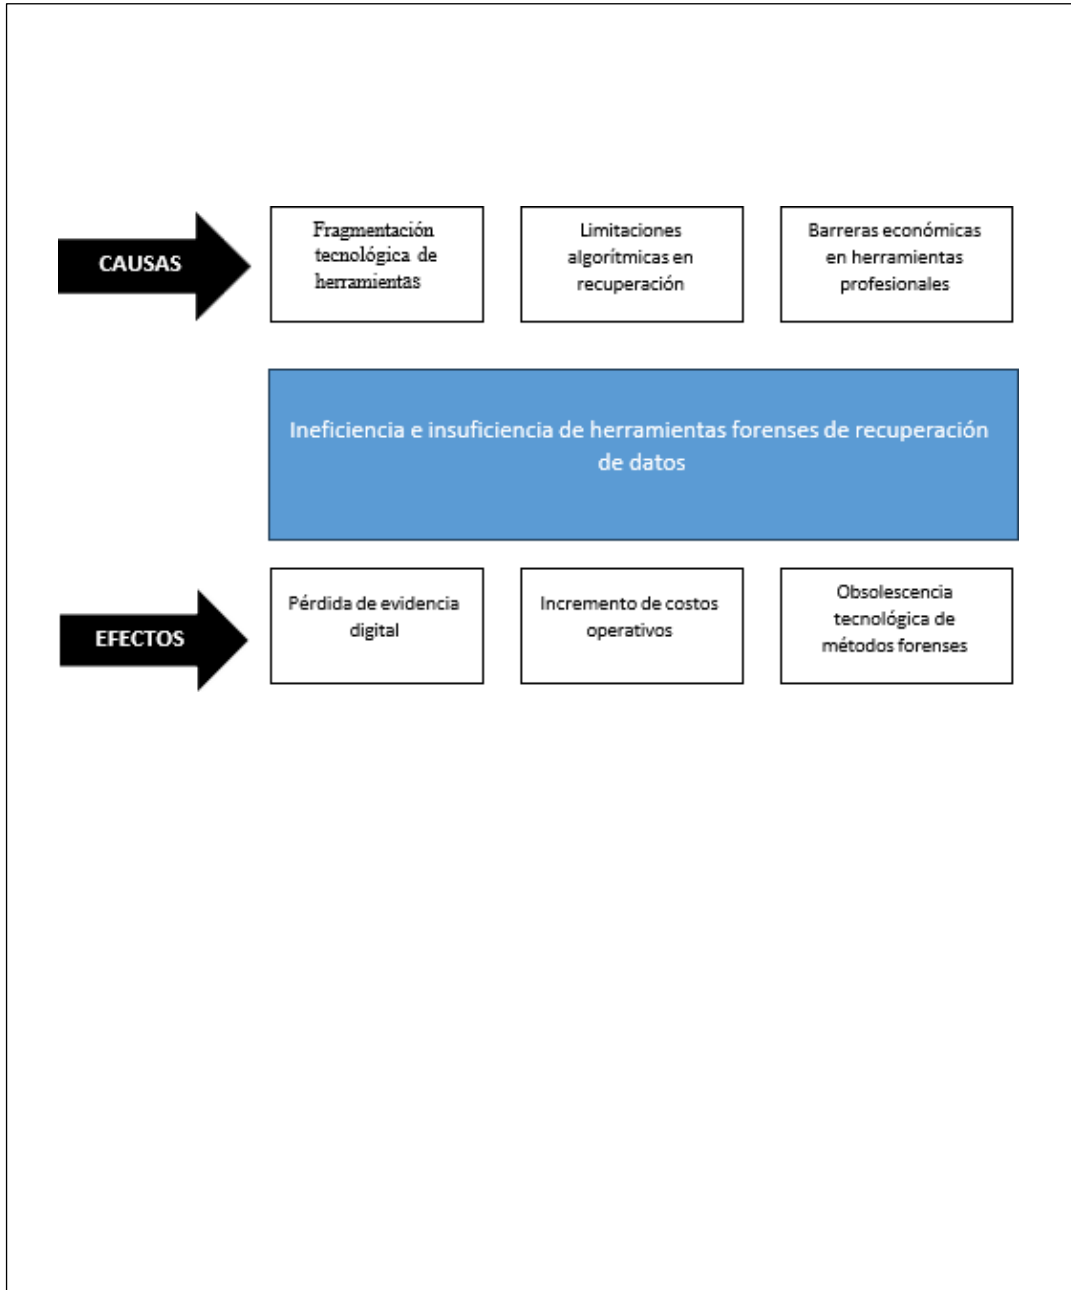 CAUSAS
Fragmentación
tecnológica de
herramientas
Limitaciones
algorítmicas en
recuperación
Barreras económicas
en herramientas
profesionales
Ineficiencia e insuficiencia de herramientas forenses de recuperación
de datos
EFECTOS
Pérdida de evidencia
digital
Incremento de costos
operativos
Obsolescencia
tecnológica de
métodos forenses